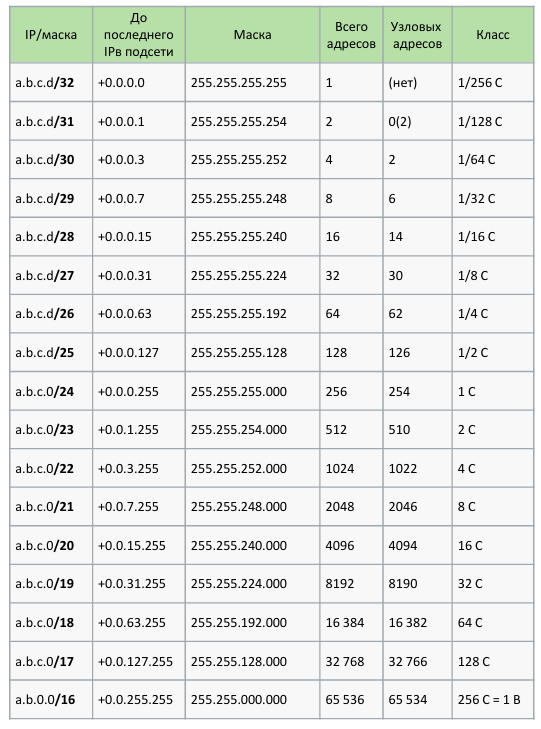 IP/маска До последнего IPв подсети Маска Всего адресов Узловых адресов Класс
a.b.c.d/32 +0.0.0.0 255.255.255.255 1 (нет) 1/256 C
a.b.c.d/31 +0.0.0.1 255.255.255.254 2 0(2) 1/128 C
a.b.c.d/30 +0.0.0.3 255.255.255.252 4 2 1/64 C
a.b.c.d/29 +0.0.0.7 255.255.255.248 8 6 1/32 C
a.b.c.d/28 +0.0.0.15 255.255.255.240 16 14 1/16 C
a.b.c.d/27 +0.0.0.31 255.255.255.224 32 30 1/8 C
a.b.c.d/26 +0.0.0.63 255.255.255.192 64 62 1/4 C
a.b.c.d/25 +0.0.0.127 255.255.255.128 128 126 1/2 C
a.b.c.0/24 +0.0.0.255 255.255.255.000 256 254 1 C
a.b.c.0/23 +0.0.1.255 255.255.254.000 512 510 2 C
a.b.c.0/22 +0.0.3.255 255.255.252.000 1024 1022 4 C
a.b.c.0/21 +0.0.7.255 255.255.248.000 2048 2046 8 C
a.b.c.0/20 +0.0.15.255 255.255.240.000 4096 4094 16 C
a.b.c.0/19 +0.0.31.255 255.255.224.000 8192 8190 32 C
a.b.c.0/18 +0.0.63.255 255.255.192.000 16 384 16 382 64 C
a.b.c.0/17 +0.0.127.255 255.255.128.000 32 768 32 766 128 C
a.b.0.0/16 +0.0.255.255 255.255.000.000 65 536 65 534 256 C = 1 B